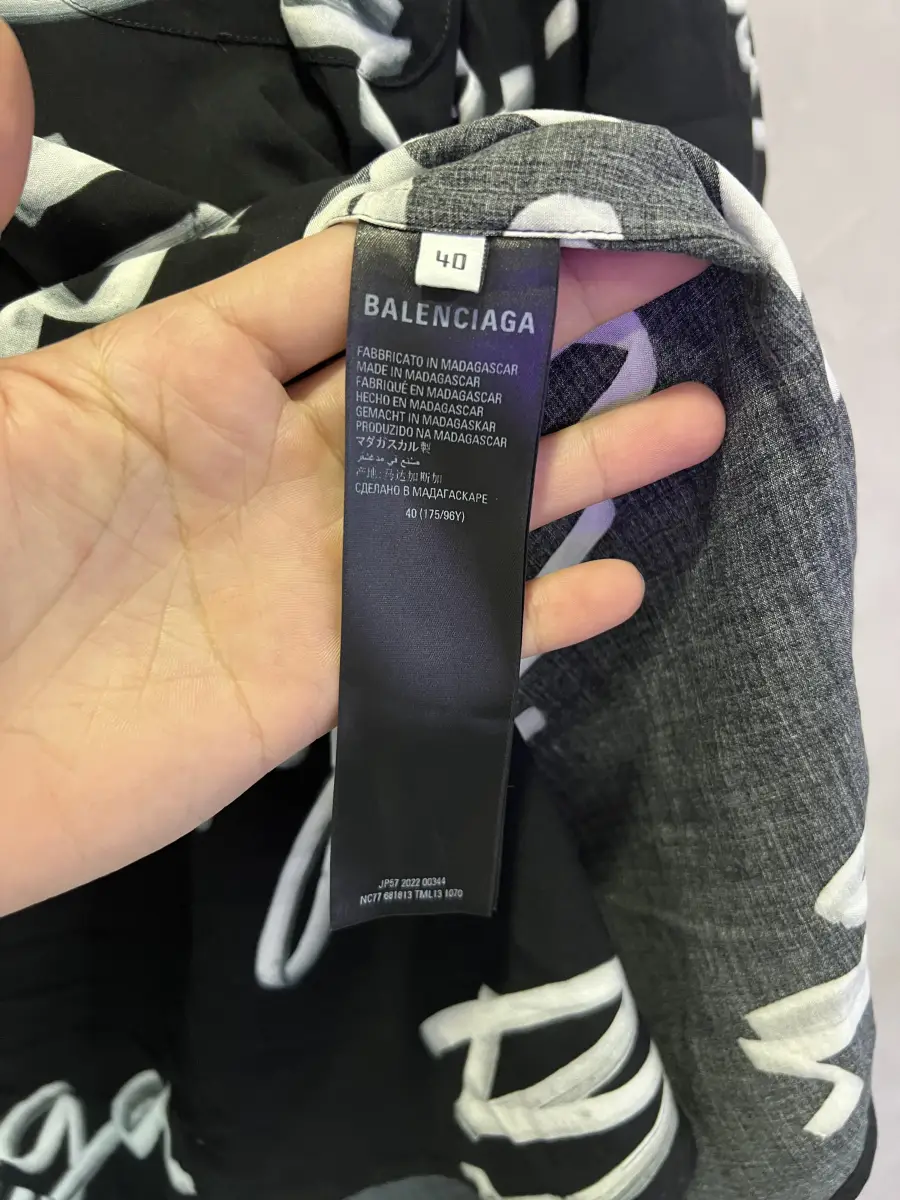 40
BALENCIAGA
FABBRICATO IN MADAGASCAR
MADE IN MADAGASCAR
FABRIQUÉ EN MADAGASCAR
HECHO EN MADAGASCAR
GEMACHT IN MADAGASKAR
PRODUZIDO NA MADAGASCAR
マダガスカル製
صنع في مدغشقر
产地: 马达加斯加
СДЕЛАНО В МАДАГАСКАРЕ
40 (175/96Y)
JP57 2022 00344
NC77 681813 TML13 1070